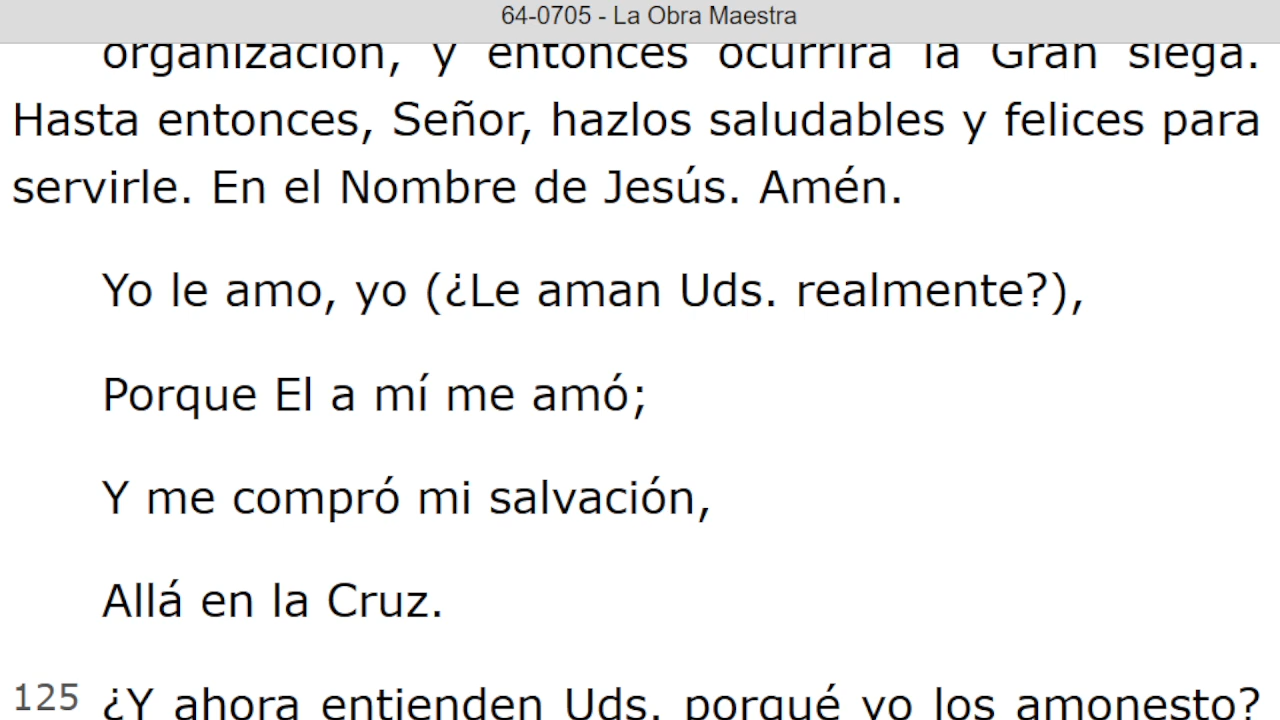 64-0705 - La Obra Maestra
organización, y entonces ocurrirá la Gran siega.
Hasta entonces, Señor, hazlos saludables y felices para
servirle. En el Nombre de Jesús. Amén.
Yo le amo, yo (¿Le aman Uds. realmente?),
Porque El a mí me amó;
Y me compró mi salvación,
Allá en la Cruz.
125 ¿Y ahora entienden Uds. porqué yo los amonesto?